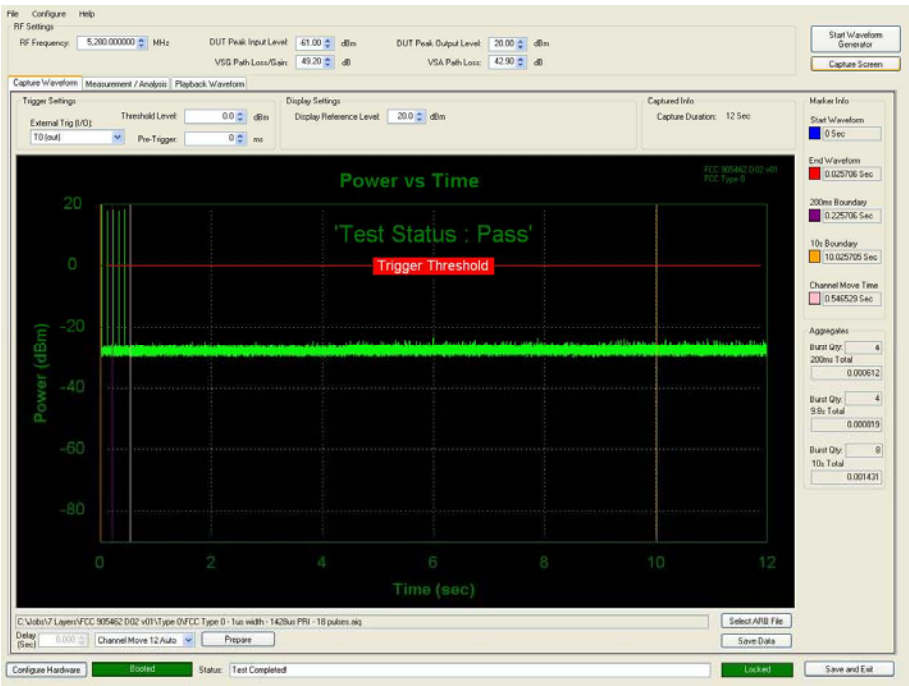 File Configure Help
RF Settings
RF Frequency: 5,280.000000 MHz DUT Peak Input Level: -61.00 dBm DUT Peak Output Level: 20.00 dBm
VSG Path Loss/Gain: 49.20 dB VSA Path Loss: 42.90 dB
Start Waveform Generator
Capture Screen
Capture Waveform Measurement / Analysis Playback Waveform
Trigger Settings
External Trig (I/O): Threshold Level: 0.0 dBm
T0 (out) Pre-Trigger: 0 ms
Display Settings
Display Reference Level: 20.0 dBm
Captured Info
Capture Duration: 12 Sec
Marker Info
Start Waveform
0 Sec
End Waveform
0.025706 Sec
200ms Boundary
0.225706 Sec
10s Boundary
10.025705 Sec
Channel Move Time
0.546529 Sec
Aggregates
Burst Qty: 4
200ms Total
0.000612
Burst Qty: 4
9.8s Total
0.000819
Burst Qty: 8
10s Total
0.001431
Power vs Time
FCC 905462 D02 v01
FCC Type 0
'Test Status : Pass'
Trigger Threshold
Power (dBm)
20
0
-20
-40
-60
-80
0 2 4 6 8 10 12
Time (sec)
C:\Jobs\7 Layers\FCC 905462 D02 v01\Type 0\FCC Type 0 - 1us width - 1428us PRI - 18 pulses.aiq
Select ARB File
Delay (Sec) 0.000 Channel Move 12 Auto Prepare
Save Data
Configure Hardware Booted Status: Test Completed! Locked Save and Exit